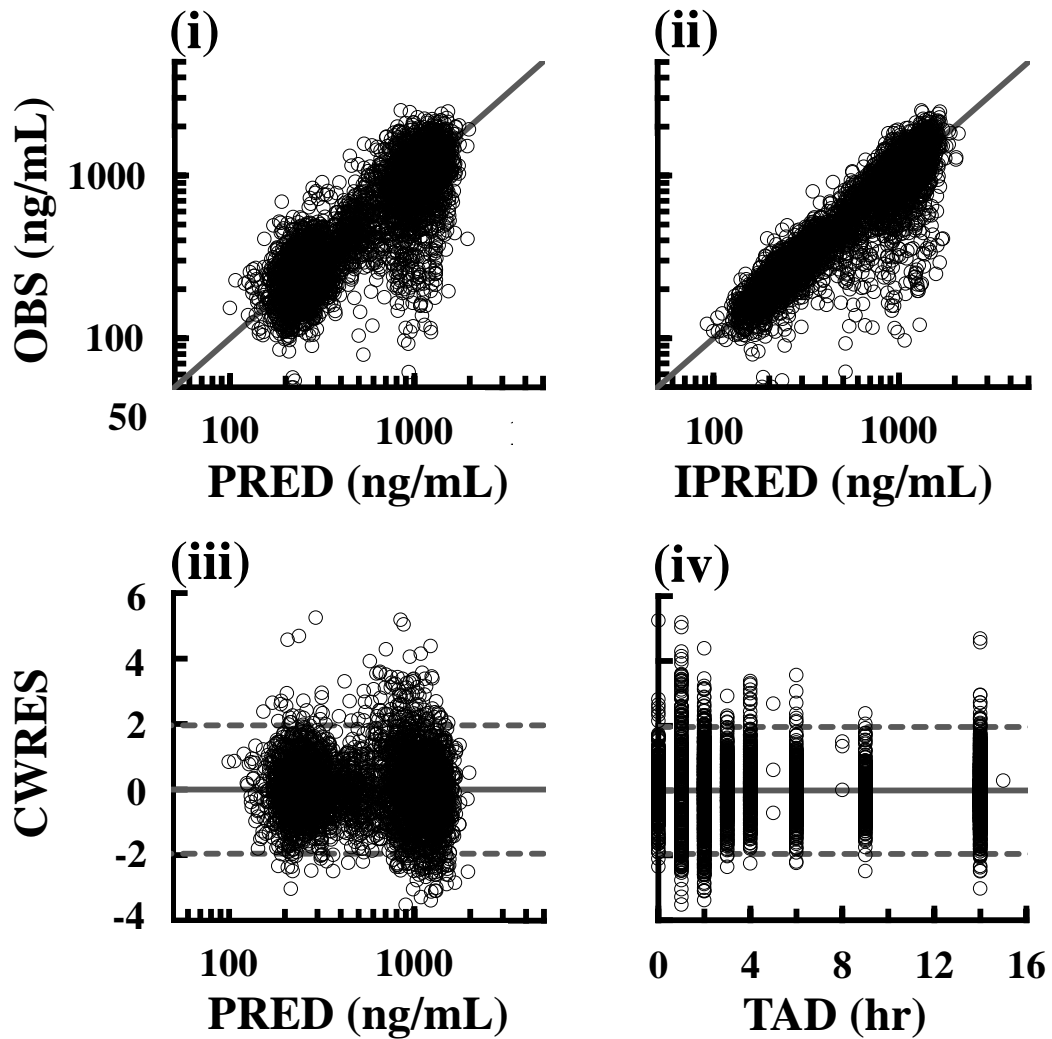 (i)
OBS (ng/mL)
1000
100
50
100 1000
PRED (ng/mL)
(ii)
100 1000
IPRED (ng/mL)
(iii)
CWRES
6
4
2
0
-2
-4
100 1000
PRED (ng/mL)
(iv)
0 4 8 12 16
TAD (hr)